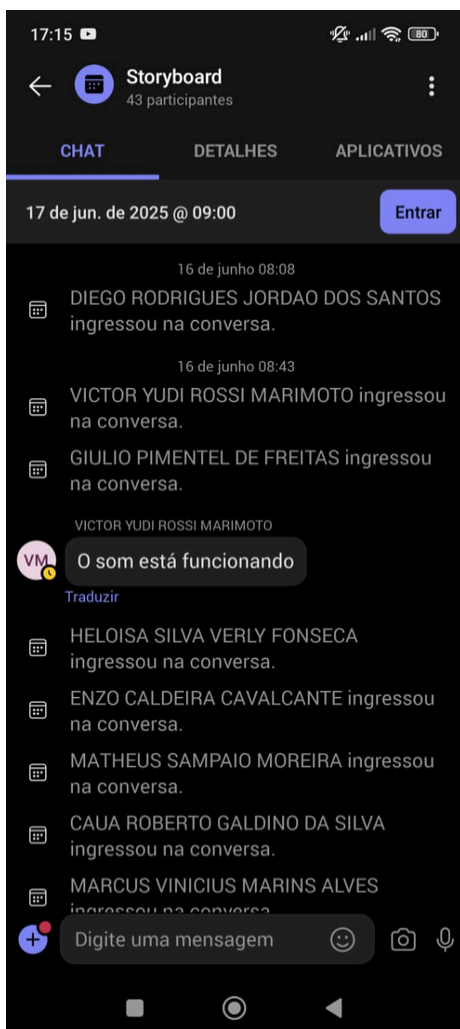 17:15
80
Storyboard
43 participantes
CHAT
DETALHES
APLICATIVOS
17 de jun. de 2025 @ 09:00
Entrar
16 de junho 08:08
DIEGO RODRIGUES JORDAO DOS SANTOS
ingressou na conversa.
16 de junho 08:43
VICTOR YUDI ROSSI MARIMOTO ingressou
na conversa.
GIULIO PIMENTEL DE FREITAS ingressou
na conversa.
VICTOR YUDI ROSSI MARIMOTO
VM
O som está funcionando
Traduzir
HELOISA SILVA VERLY FONSECA
ingressou na conversa.
ENZO CALDEIRA CAVALCANTE ingressou
na conversa.
MATHEUS SAMPAIO MOREIRA ingressou
na conversa.
CAUA ROBERTO GALDINO DA SILVA
ingressou na conversa.
MARCUS VINICIUS MARINS ALVES
ingressou na conversa
Digite uma mensagem